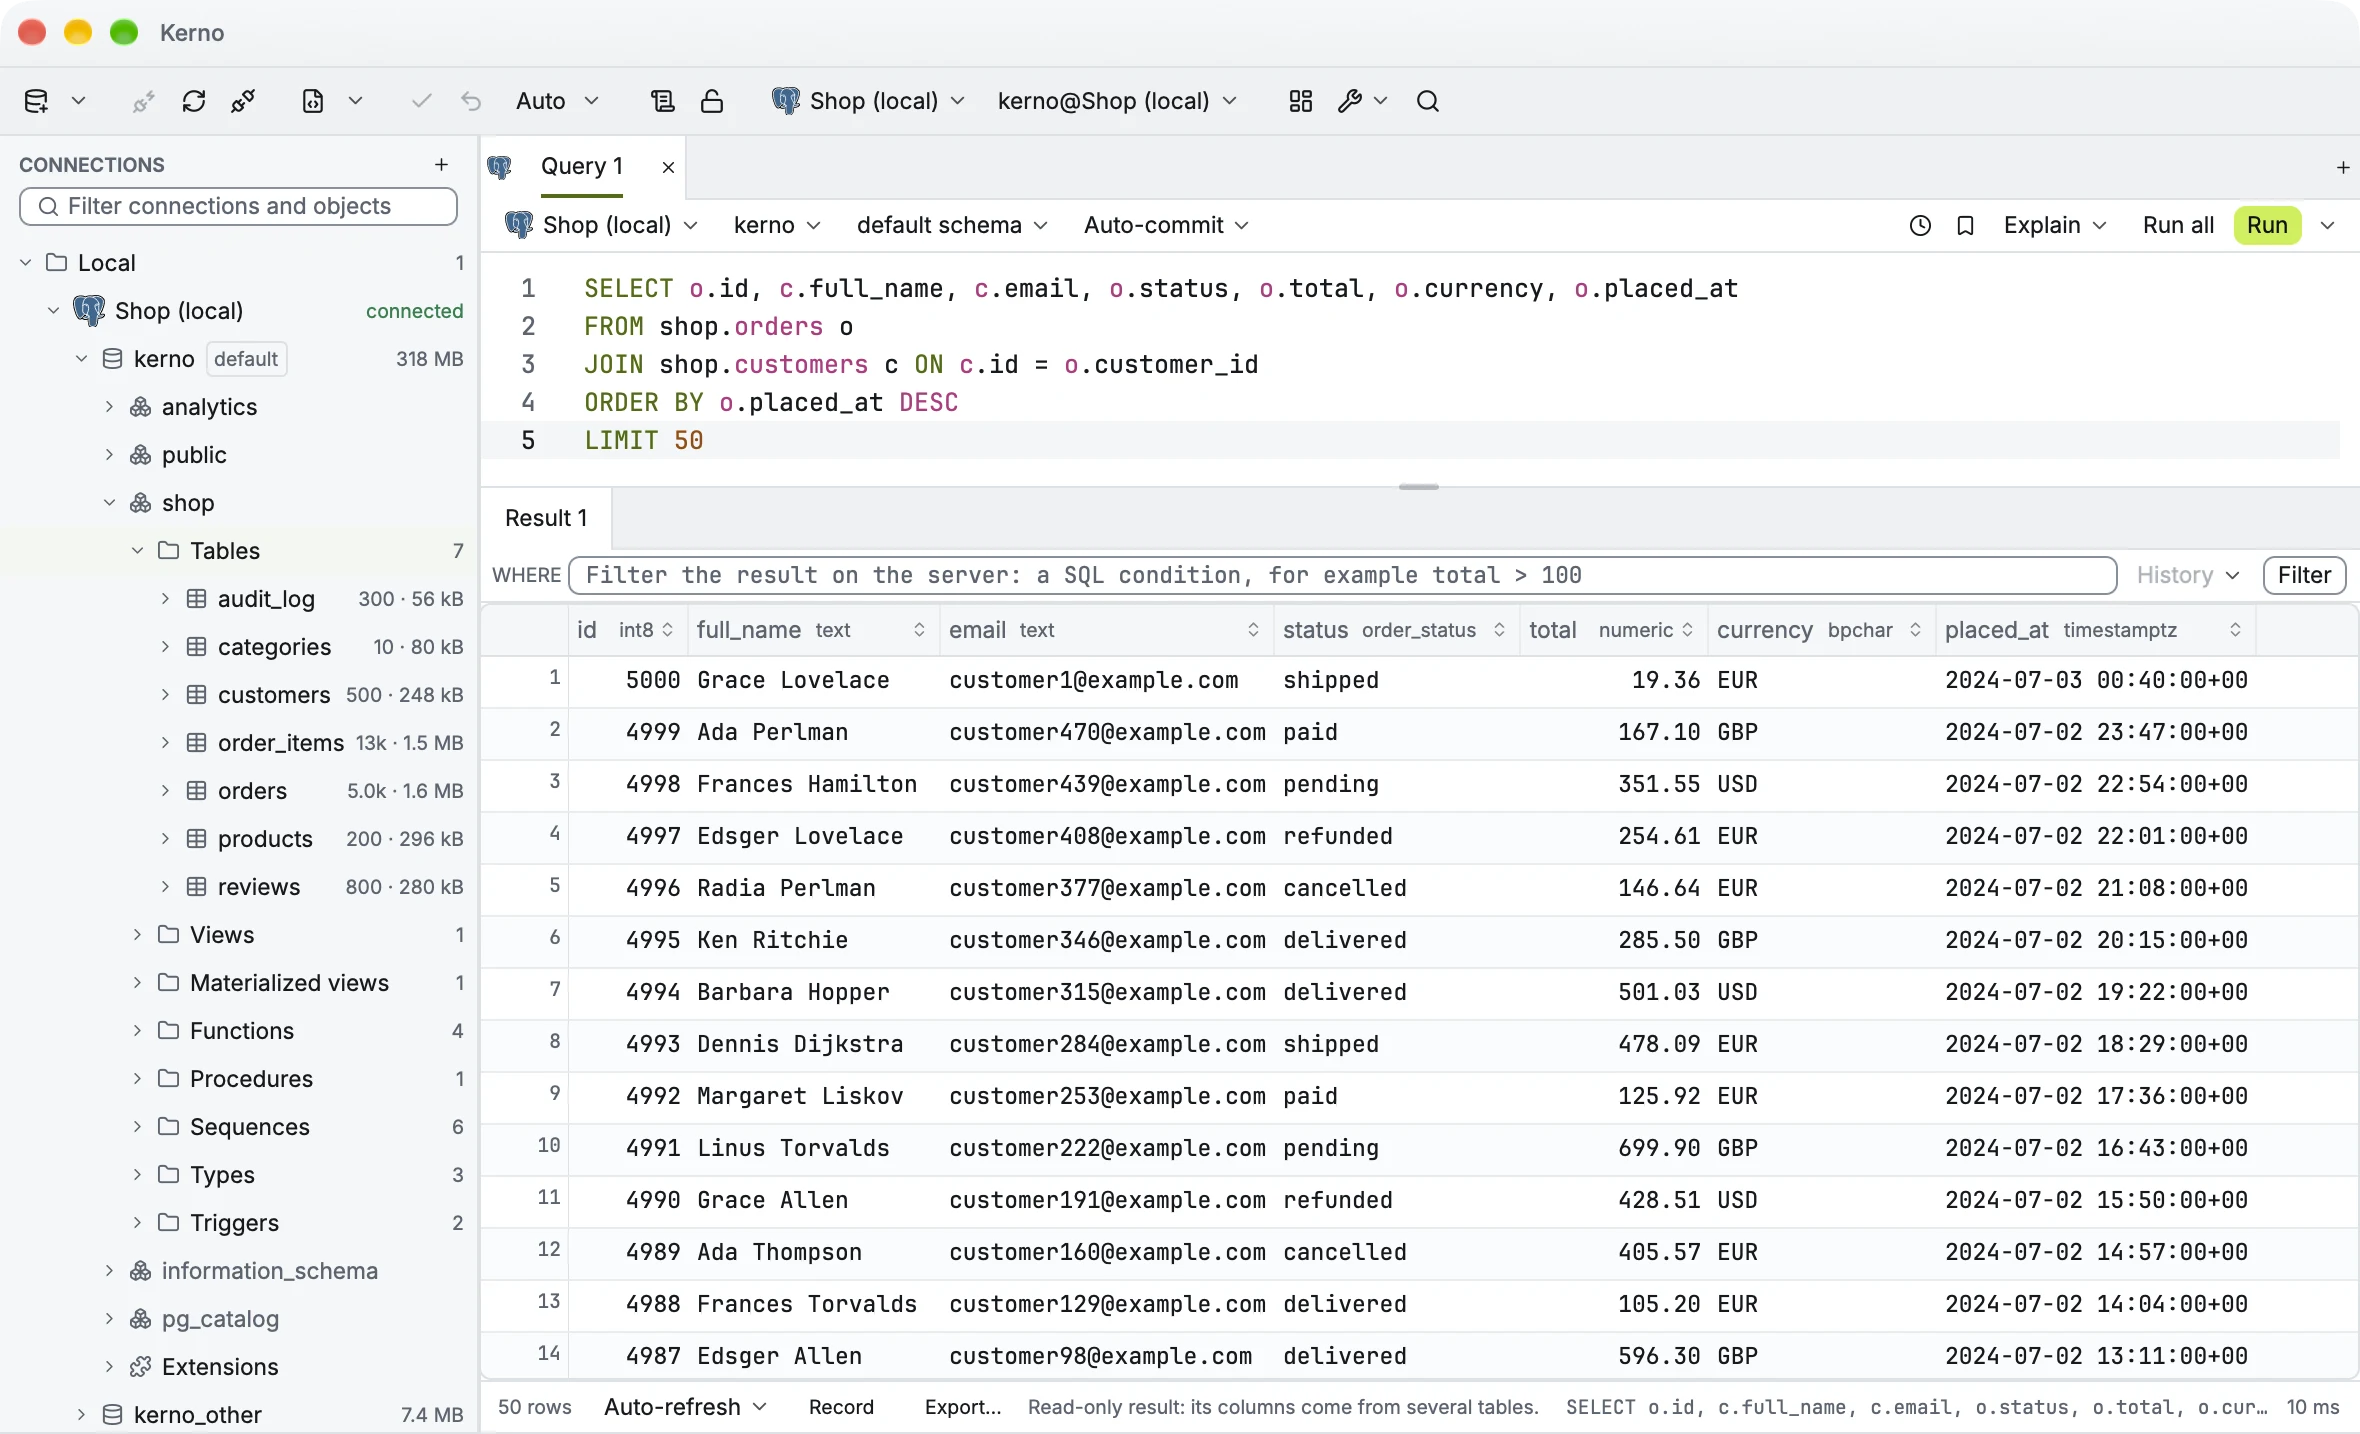 Kerno
Auto
Shop (local)
kerno@Shop (local)
CONNECTIONS
Filter connections and objects
Local 1
Shop (local) connected
kerno default 318 MB
analytics
public
shop
Tables 7
audit_log 300 · 56 kB
categories 10 · 80 kB
customers 500 · 248 kB
order_items 13k · 1.5 MB
orders 5.0k · 1.6 MB
products 200 · 296 kB
reviews 800 · 280 kB
Views 1
Materialized views 1
Functions 4
Procedures 1
Sequences 6
Types 3
Triggers 2
information_schema
pg_catalog
Extensions
kerno_other 7.4 MB
Query 1
Shop (local) kerno default schema Auto-commit Explain Run all Run
1 SELECT o.id, c.full_name, c.email, o.status, o.total, o.currency, o.placed_at
2 FROM shop.orders o
3 JOIN shop.customers c ON c.id = o.customer_id
4 ORDER BY o.placed_at DESC
5 LIMIT 50
Result 1
WHERE Filter the result on the server: a SQL condition, for example total > 100 History Filter
id int8 full_name text email text status order_status total numeric currency bpchar placed_at timestamptz
1 5000 Grace Lovelace customer1@example.com shipped 19.36 EUR 2024-07-03 00:40:00+00
2 4999 Ada Perlman customer470@example.com paid 167.10 GBP 2024-07-02 23:47:00+00
3 4998 Frances Hamilton customer439@example.com pending 351.55 USD 2024-07-02 22:54:00+00
4 4997 Edsger Lovelace customer408@example.com refunded 254.61 EUR 2024-07-02 22:01:00+00
5 4996 Radia Perlman customer377@example.com cancelled 146.64 EUR 2024-07-02 21:08:00+00
6 4995 Ken Ritchie customer346@example.com delivered 285.50 GBP 2024-07-02 20:15:00+00
7 4994 Barbara Hopper customer315@example.com delivered 501.03 USD 2024-07-02 19:22:00+00
8 4993 Dennis Dijkstra customer284@example.com shipped 478.09 EUR 2024-07-02 18:29:00+00
9 4992 Margaret Liskov customer253@example.com paid 125.92 EUR 2024-07-02 17:36:00+00
10 4991 Linus Torvalds customer222@example.com pending 699.90 GBP 2024-07-02 16:43:00+00
11 4990 Grace Allen customer191@example.com refunded 428.51 USD 2024-07-02 15:50:00+00
12 4989 Ada Thompson customer160@example.com cancelled 405.57 EUR 2024-07-02 14:57:00+00
13 4988 Frances Torvalds customer129@example.com delivered 105.20 EUR 2024-07-02 14:04:00+00
14 4987 Edsger Allen customer98@example.com delivered 596.30 GBP 2024-07-02 13:11:00+00
50 rows Auto-refresh Record Export... Read-only result: its columns come from several tables. SELECT o.id, c.full_name, c.email, o.status, o.total, o.cur… 10 ms